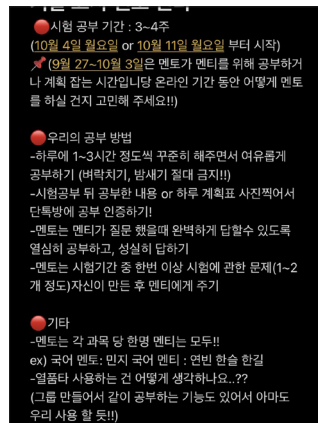 🔴시험 공부 기간 : 3~4주
(10월 4일 월요일 or 10월 11일 월요일 부터 시작)
📌(9월 27~10월 3일은 멘토가 멘티를 위해 공부하거
나 계획 잡는 시간입니당 온라인 기간 동안 어떻게 멘토
를 하실 건지 고민해 주세요!!)
🔴우리의 공부 방법
-하루에 1~3시간 정도씩 꾸준히 해주면서 여유롭게
공부하기 (벼락치기, 밤새기 절대 금지!!)
-시험공부 뒤 공부한 내용 or 하루 계획표 사진찍어서
단톡방에 공부 인증하기!
-멘토는 멘티가 질문 했을때 완벽하게 답할수 있도록
열심히 공부하고, 성실히 답하기
-멘토는 시험기간 중 한번 이상 시험에 관한 문제(1~2
개 정도)자신이 만든 후 멘티에게 주기
🔴기타
-멘토는 각 과목 당 한명 멘티는 모두!!
ex) 국어 멘토: 민지 국어 멘티 : 연빈 한슬 한길
-열품타 사용하는 건 어떻게 생각하나요..??
(그룹 만들어서 같이 공부하는 기능도 있어서 아마도
우리 사용 할 듯!!)